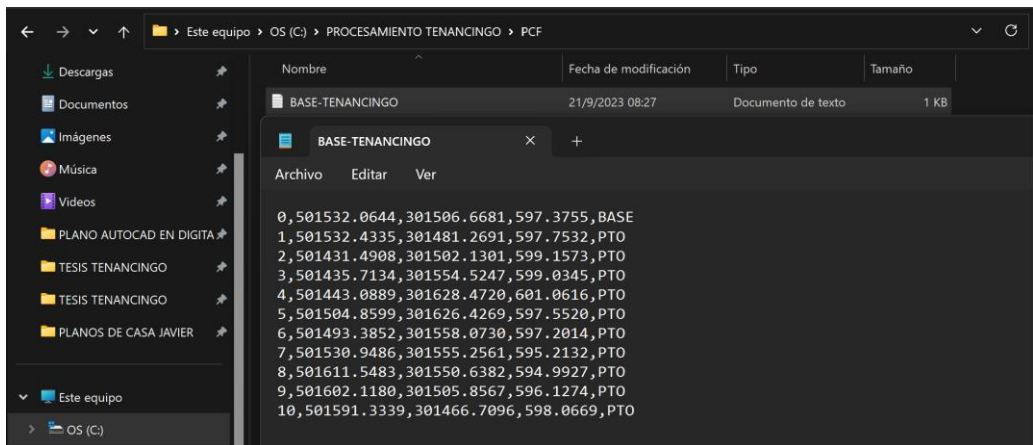 Este equipo > OS (C:) > PROCESAMIENTO TENANCINGO > PCF
Descargas
Documentos
Imágenes
Música
Videos
PLANO AUTOCAD EN DIGITA
TESIS TENANCINGO
TESIS TENANCINGO
PLANOS DE CASA JAVIER
Este equipo
OS (C:)
Nombre Fecha de modificación Tipo Tamaño
BASE-TENANCINGO 21/9/2023 08:27 Documento de texto 1 KB
BASE-TENANCINGO
Archivo Editar Ver
0,501532.0644,301506.6681,597.3755,BASE
1,501532.4335,301481.2691,597.7532,PTO
2,501431.4908,301502.1301,599.1573,PTO
3,501435.7134,301554.5247,599.0345,PTO
4,501443.0889,301628.4720,601.0616,PTO
5,501504.8599,301626.4269,597.5520,PTO
6,501493.3852,301558.0730,597.2014,PTO
7,501530.9486,301555.2561,595.2132,PTO
8,501611.5483,301550.6382,594.9927,PTO
9,501602.1180,301505.8567,596.1274,PTO
10,501591.3339,301466.7096,598.0669,PTO